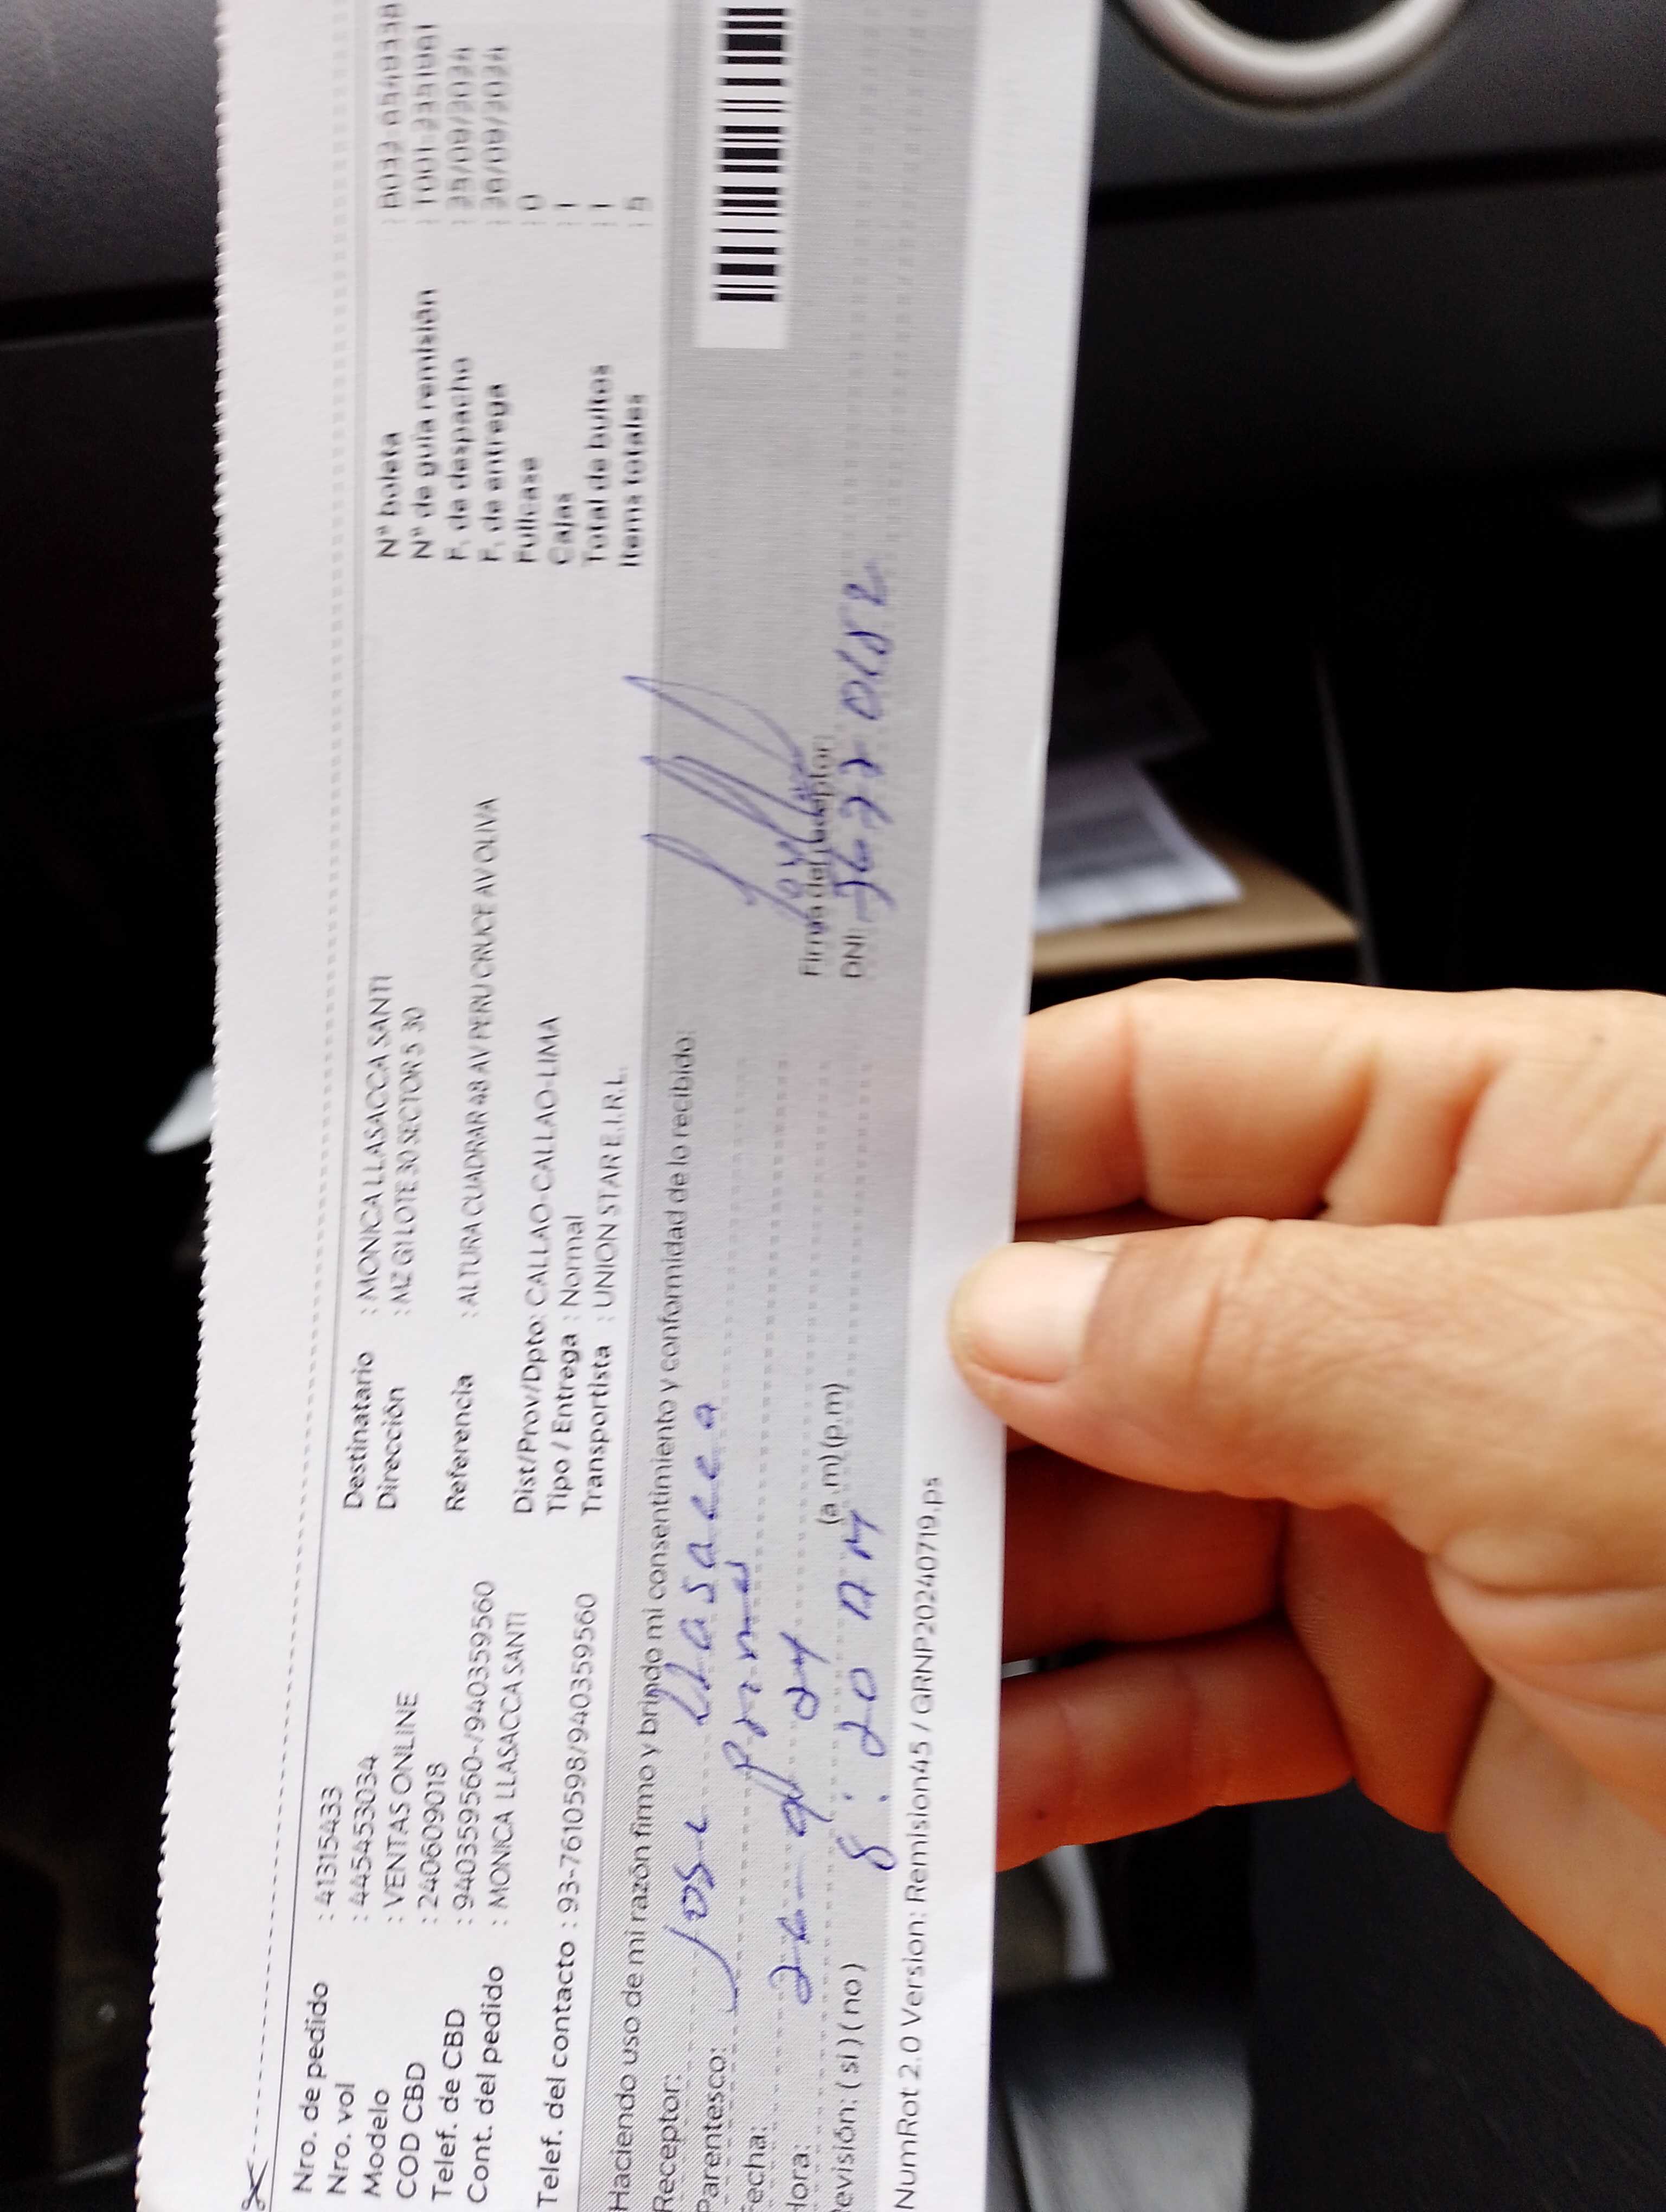 Nro. de pedido : 41315433
Nro. vol : 445453034
Modelo : VENTAS ONLINE
COD CBD : 240609018
Telef. de CBD : 940359560-/940359560
Cont. del pedido : MONICA LLASACCA SANTI
Telef. del contacto : 93-7610598/940359560
Destinatario : MONICA LLASACCA SANTI
Dirección : MZ G1 LOTE 30 SECTOR 5 30
Referencia : ALTURA CUADRAR 48 AV PERU CRUCE AV OLIVA
Dist/Prov/Dpto: CALLAO-CALLAO-LIMA
Tipo / Entrega : Normal
Transportista : UNION STAR E.I.R.L.
N° boleta
N° de guía remisión
F. de despacho
F. de entrega
Fullcase : 0
Cajas : 1
Total de bultos : 1
Items totales : 5
Haciendo uso de mi razón firmo y brindo mi consentimiento y conformidad de lo recibido:
Receptor: Jose Llasacca
Parentesco:
Fecha: 26-09 24
Hora: 8:20 AM (a.m)(p.m)
evisión: (si)(no)
Firma del receptor:
DNI:
NumRot 2.0 Version: Remision45 / GRNP20240719.ps